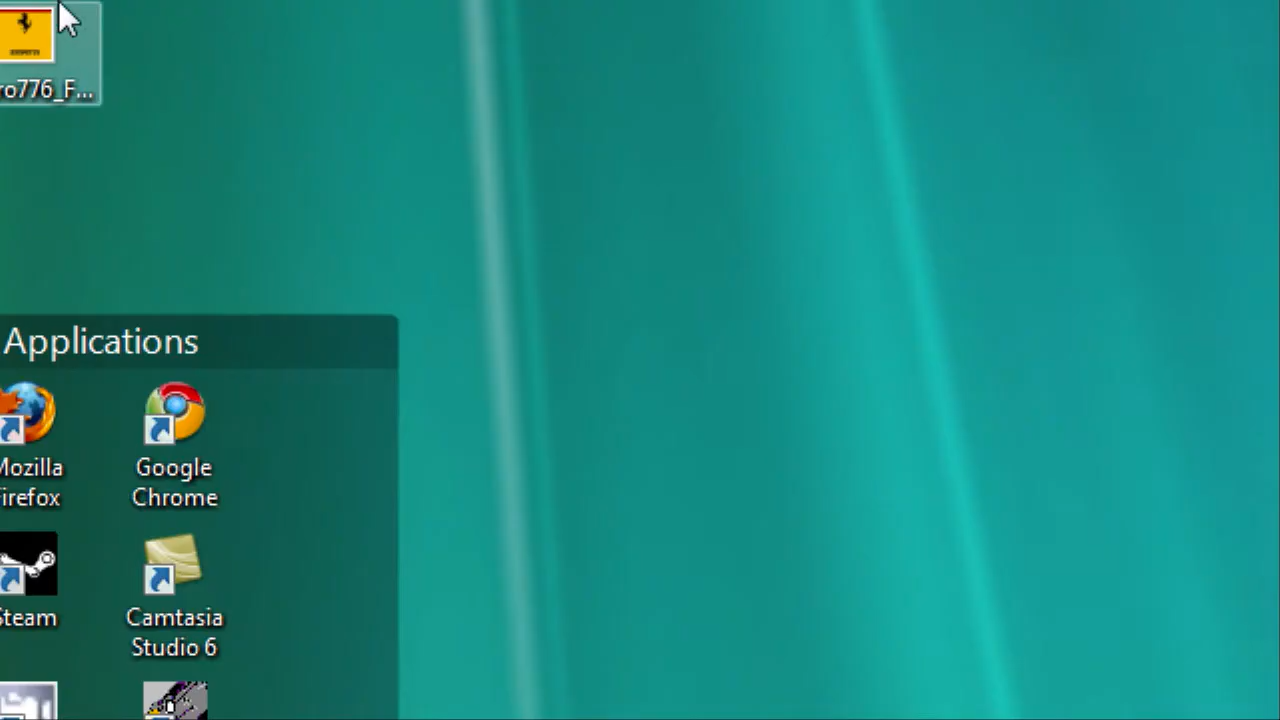 ro776_F...
Applications
Mozilla
Firefox
Google
Chrome
Steam
Camtasia
Studio 6